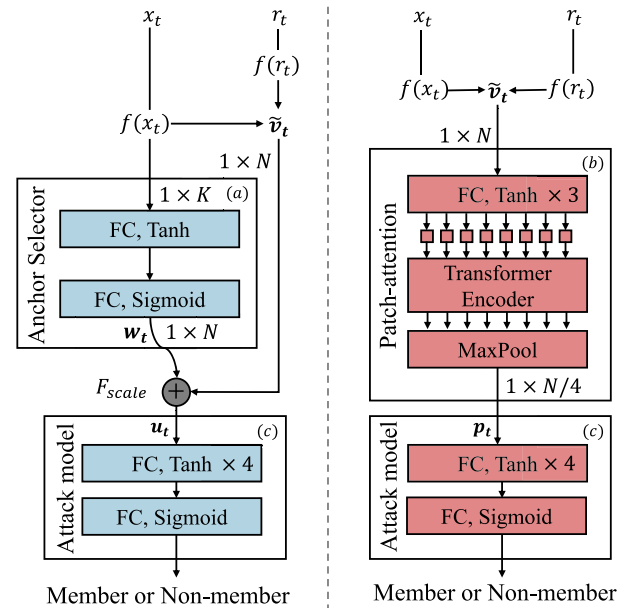 x_t
r_t
f(r_t)
f(x_t)
ṽ_t
1 × N
(a)
1 × K
Anchor Selector
FC, Tanh
FC, Sigmoid
w_t
1 × N
F_scale
+
(c)
u_t
Attack model
FC, Tanh × 4
FC, Sigmoid
Member or Non-member
x_t
r_t
f(x_t)
ṽ_t
f(r_t)
1 × N
(b)
Patch-attention
FC, Tanh × 3
Transformer
Encoder
MaxPool
1 × N/4
(c)
p_t
Attack model
FC, Tanh × 4
FC, Sigmoid
Member or Non-member